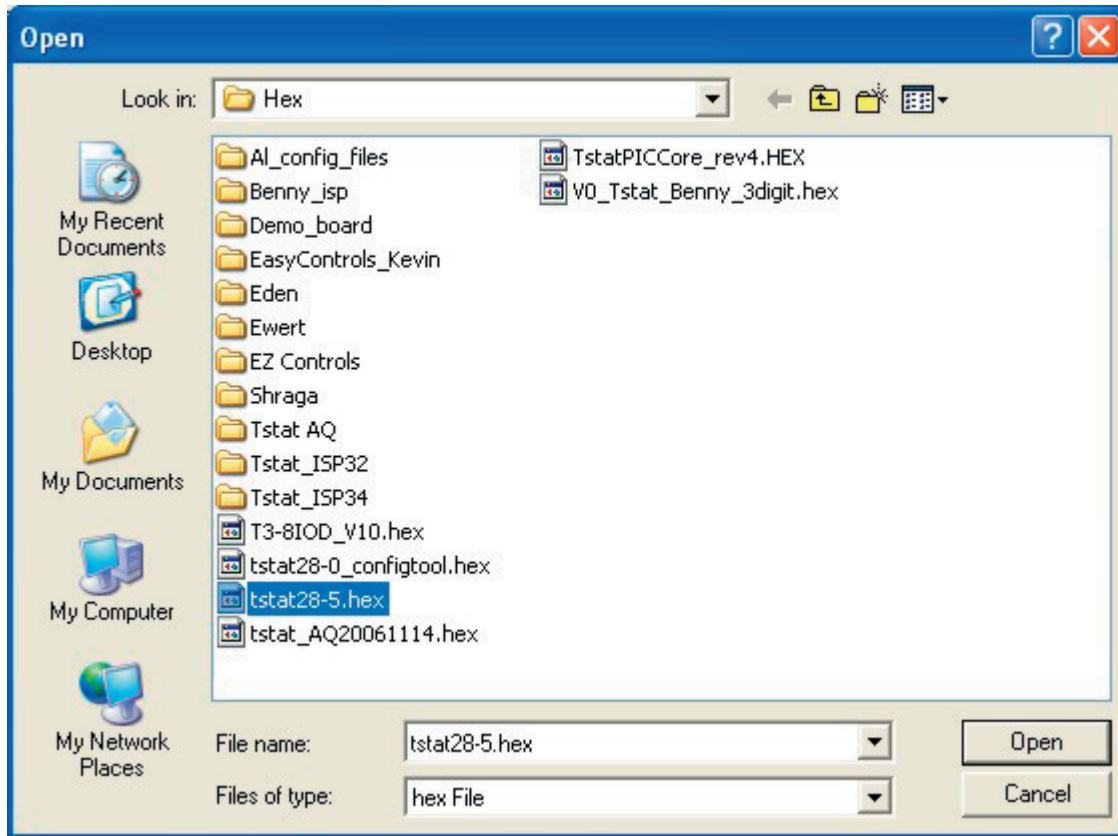 Open
Look in:
Hex
My Recent
Documents
Desktop
My Documents
My Computer
My Network
Places
Al_config_files
Benny_isp
Demo_board
EasyControls_Kevin
Eden
Ewert
EZ Controls
Shraga
Tstat AQ
Tstat_ISP32
Tstat_ISP34
T3-8IOD_V10.hex
tstat28-0_configtool.hex
tstat28-5.hex
tstat_AQ20061114.hex
TstatPICCore_rev4.HEX
V0_Tstat_Benny_3digit.hex
File name:
tstat28-5.hex
Open
Files of type:
hex File
Cancel